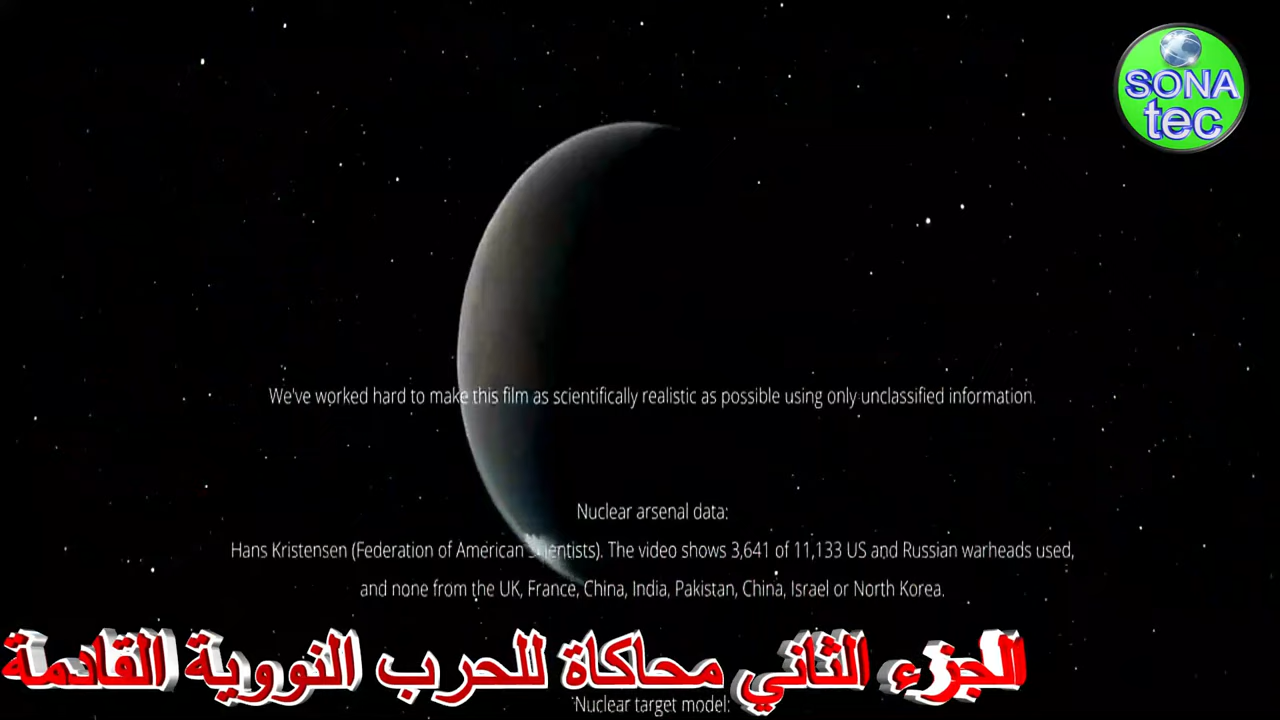 SONA
tec
We've worked hard to make this film as scientifically realistic as possible using only unclassified information.
Nuclear arsenal data:
Hans Kristensen (Federation of American Scientists). The video shows 3,641 of 11,133 US and Russian warheads used,
and none from the UK, France, China, India, Pakistan, China, Israel or North Korea.
الجزء الثاني محاكاة للحرب النووية القادمة
Nuclear target model: